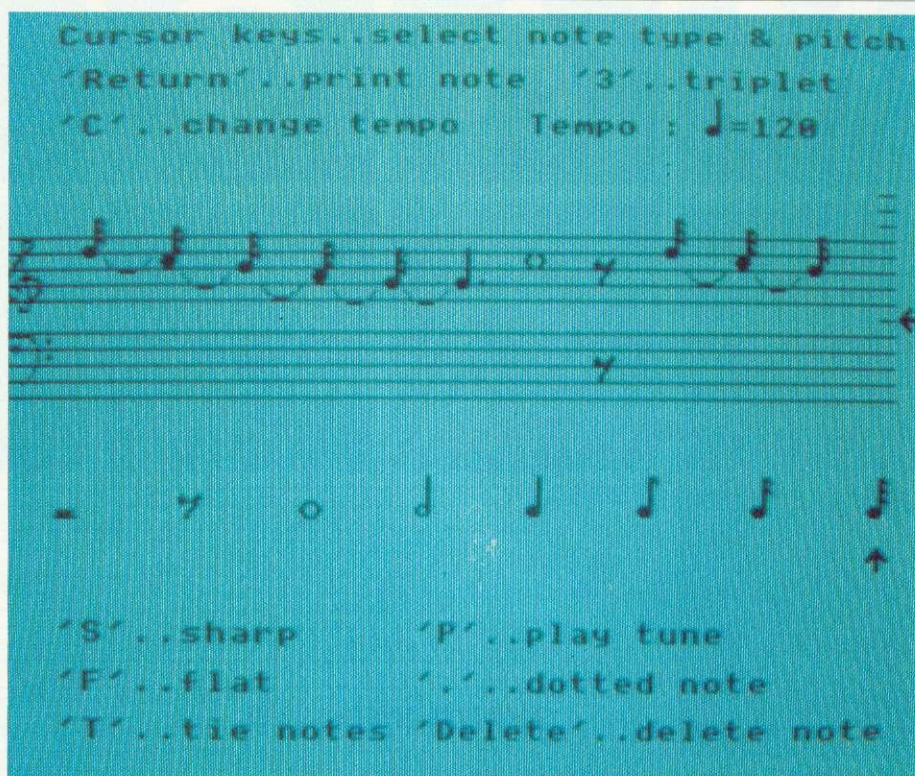 Cursor keys..select note type & pitch
'Return'..print note '3'..triplet
'C'..change tempo Tempo : ♩=120
'S'..sharp 'P'..play tune
'F'..flat '.'..dotted note
'T'..tie notes 'Delete'..delete note